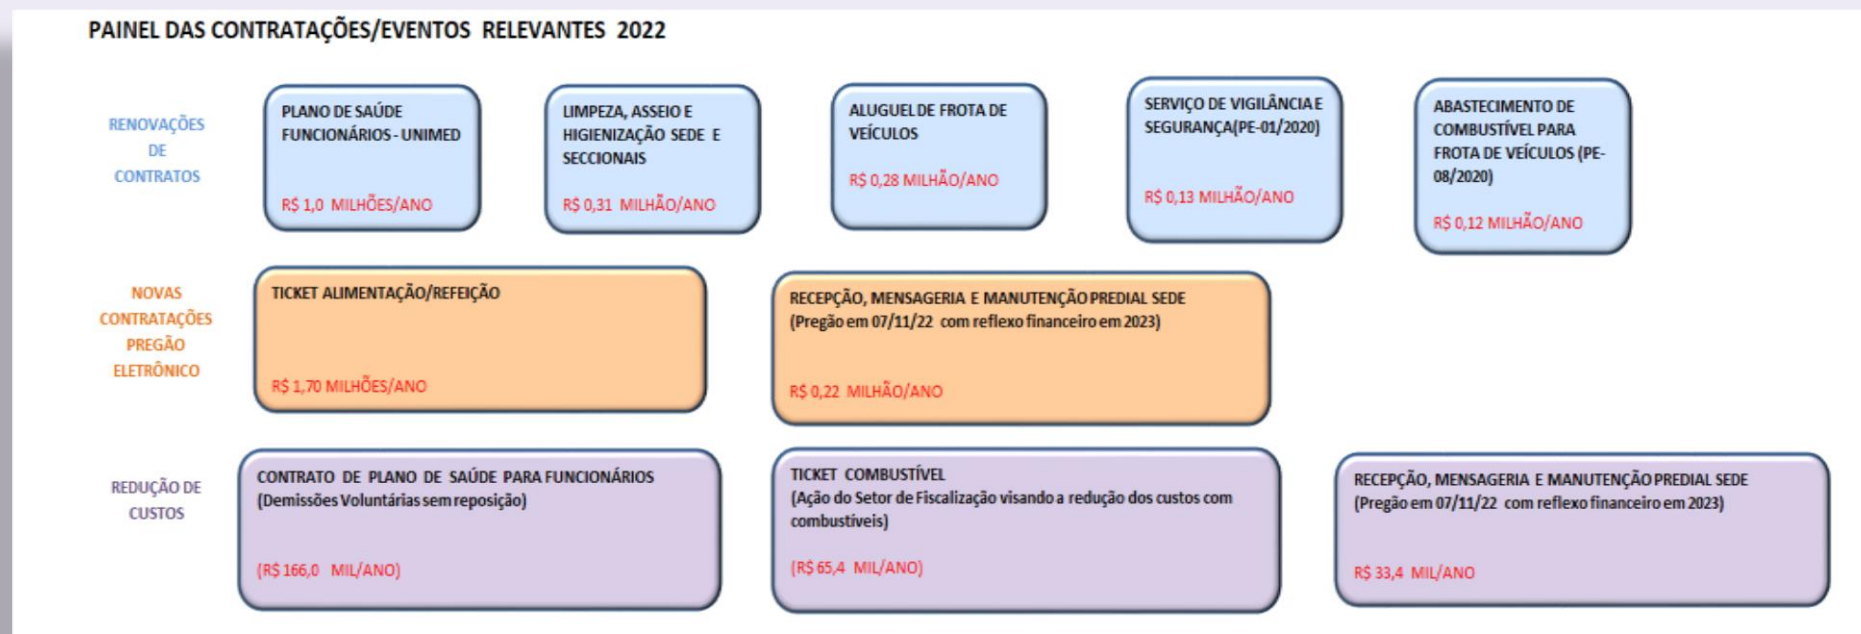 PAINEL DAS CONTRATAÇÕES/EVENTOS RELEVANTES 2022
RENOVAÇÕES
DE
CONTRATOS
PLANO DE SAÚDE
FUNCIONÁRIOS - UNIMED
R$ 1,0 MILHÕES/ANO
LIMPEZA, ASSEIO E
HIGIENIZAÇÃO SEDE E
SECCIONAIS
R$ 0,31 MILHÃO/ANO
ALUGUEL DE FROTA DE
VEÍCULOS
R$ 0,28 MILHÃO/ANO
SERVIÇO DE VIGILÂNCIA E
SEGURANÇA(PE-01/2020)
R$ 0,13 MILHÃO/ANO
ABASTECIMENTO DE
COMBUSTÍVEL PARA
FROTA DE VEÍCULOS (PE-
08/2020)
R$ 0,12 MILHÃO/ANO
NOVAS
CONTRATAÇÕES
PREGÃO
ELETRÔNICO
TICKET ALIMENTAÇÃO/REFEIÇÃO
R$ 1,70 MILHÕES/ANO
RECEPÇÃO, MENSAGERIA E MANUTENÇÃO PREDIAL SEDE
(Pregão em 07/11/22 com reflexo financeiro em 2023)
R$ 0,22 MILHÃO/ANO
REDUÇÃO DE
CUSTOS
CONTRATO DE PLANO DE SAÚDE PARA FUNCIONÁRIOS
(Demissões Voluntárias sem reposição)
(R$ 166,0 MIL/ANO)
TICKET COMBUSTÍVEL
(Ação do Setor de Fiscalização visando a redução dos custos com
combustíveis)
(R$ 65,4 MIL/ANO)
RECEPÇÃO, MENSAGERIA E MANUTENÇÃO PREDIAL SEDE
(Pregão em 07/11/22 com reflexo financeiro em 2023)
R$ 33,4 MIL/ANO